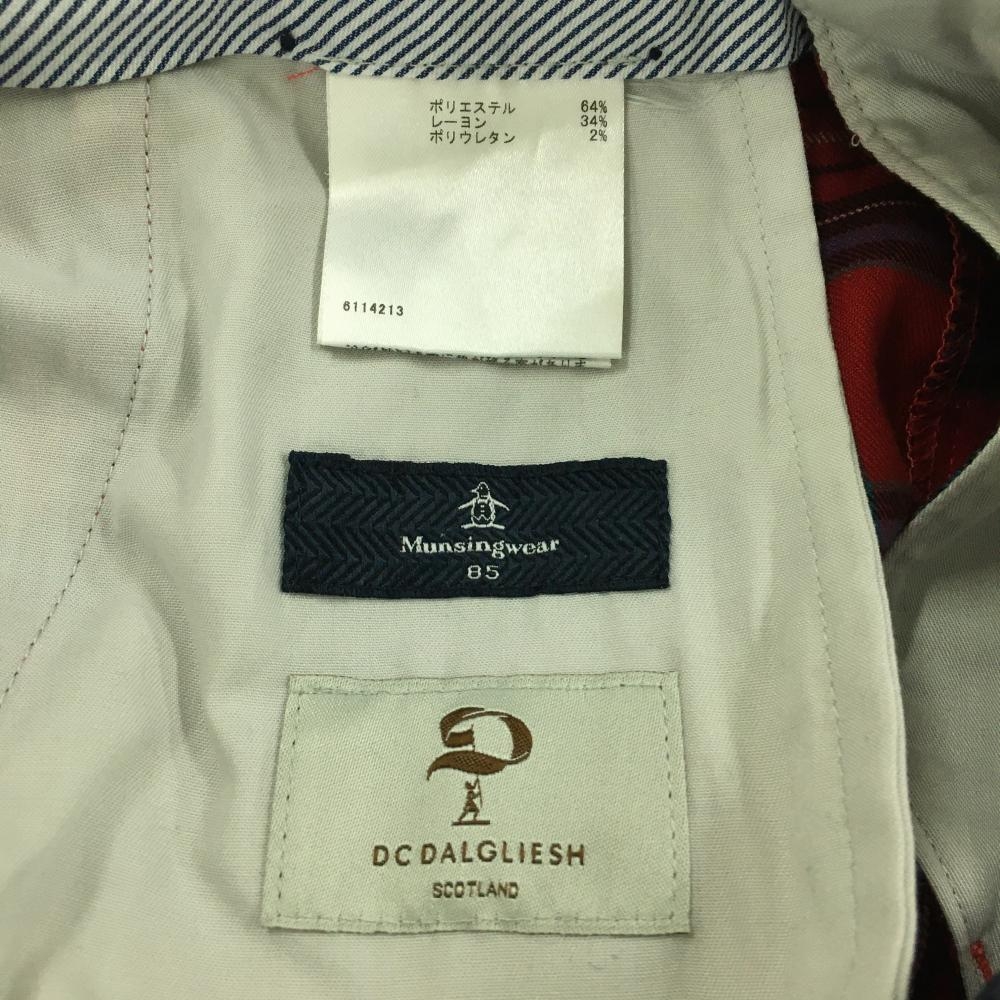 ポリエステル 64%
レーヨン 34%
ポリウレタン 2%
6114213
Munsingwear
85
DC DALGLIESH
SCOTLAND